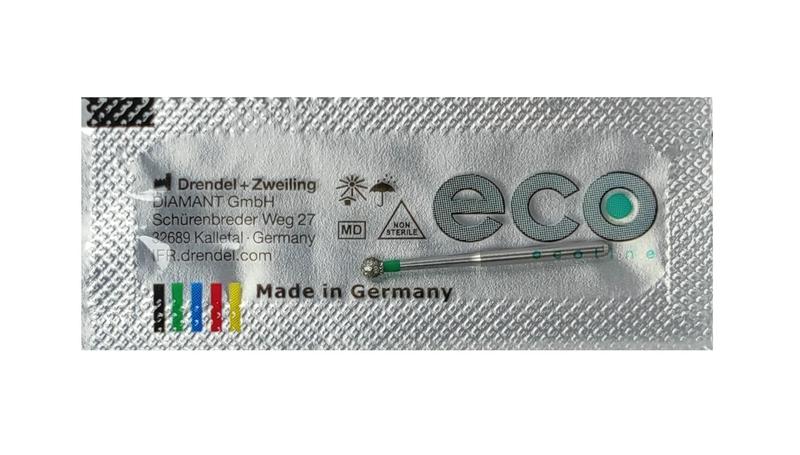 Drendel + Zweiling
DIAMANT GmbH
Schürenbreder Weg 27
32689 Kalletal · Germany
IFR.drendel.com
MD
NON
STERILE
eco
ecoline
Made in Germany